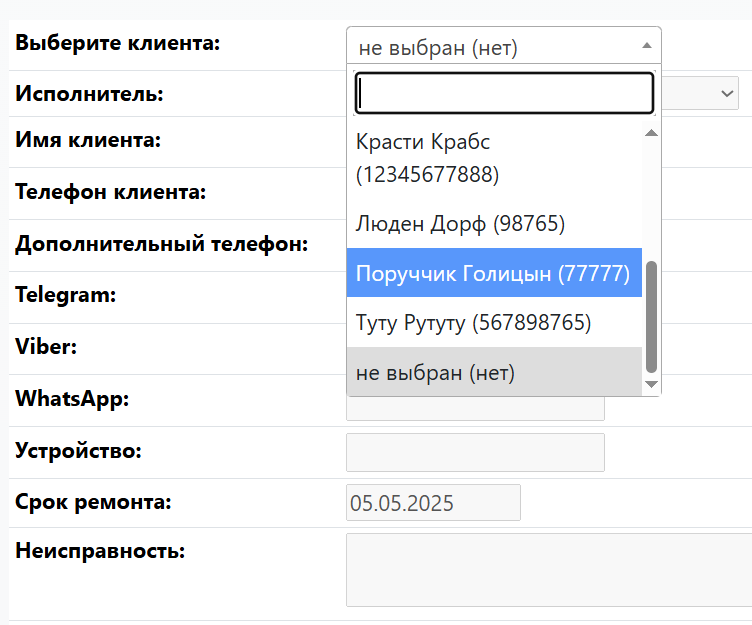 Выберите клиента:
не выбран (нет)
Исполнитель:
Имя клиента:
Красти Крабс
(12345677888)
Телефон клиента:
Люден Дорф (98765)
Дополнительный телефон:
Поруччик Голицын (77777)
Telegram:
Туту Рутуту (567898765)
Viber:
не выбран (нет)
WhatsApp:
Устройство:
Срок ремонта:
05.05.2025
Неисправность: